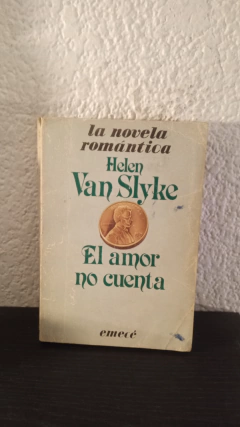 la novela
romántica
Helen
Van Slyke
El amor
no cuenta
emecé